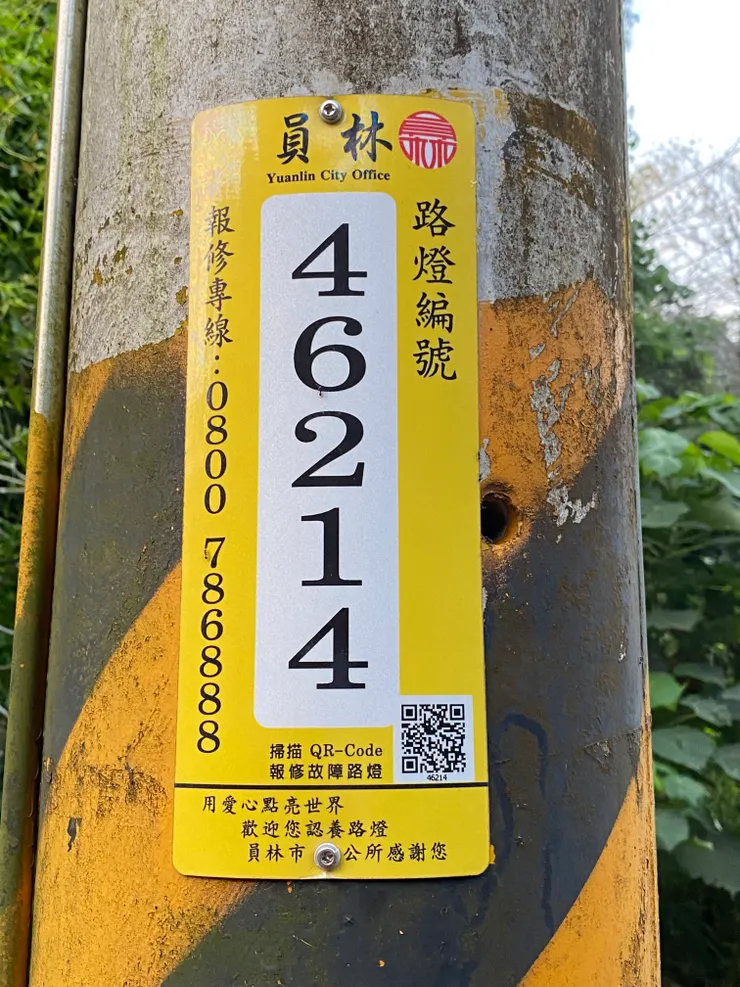 員林
Yuanlin City Office
路燈編號
46214
報修專線:0800 786888
掃描 QR-Code
報修故障路燈
46214
用愛心點亮世界
歡迎您認養路燈
員林市公所感謝您